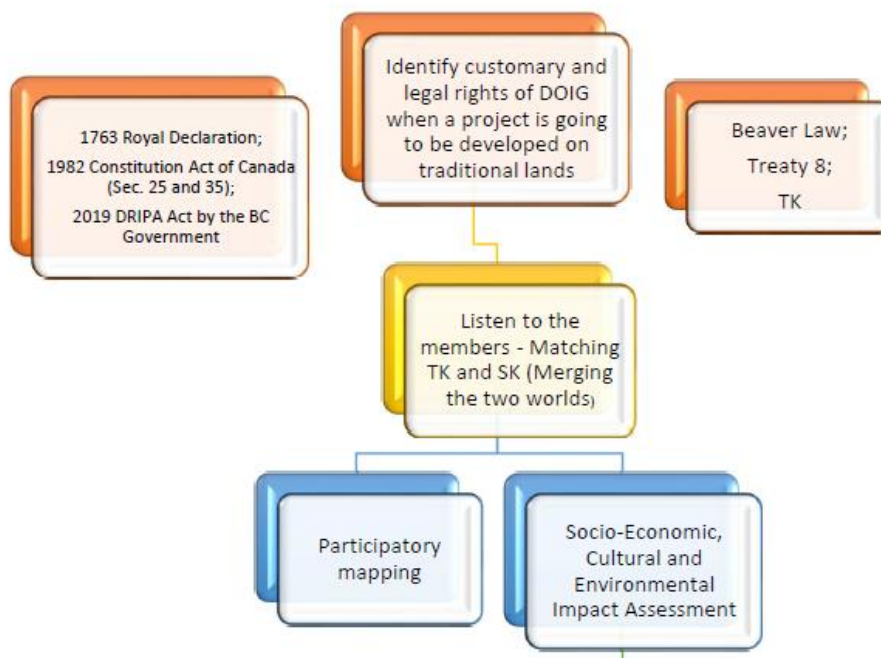 1763 Royal Declaration;
1982 Constitution Act of Canada
(Sec. 25 and 35);
2019 DRIPA Act by the BC
Government
Identify customary and
legal rights of DOIG
when a project is going
to be developed on
traditional lands
Beaver Law;
Treaty 8;
TK
Listen to the
members - Matching
TK and SK (Merging
the two worlds)
Participatory
mapping
Socio-Economic,
Cultural and
Environmental
Impact Assessment